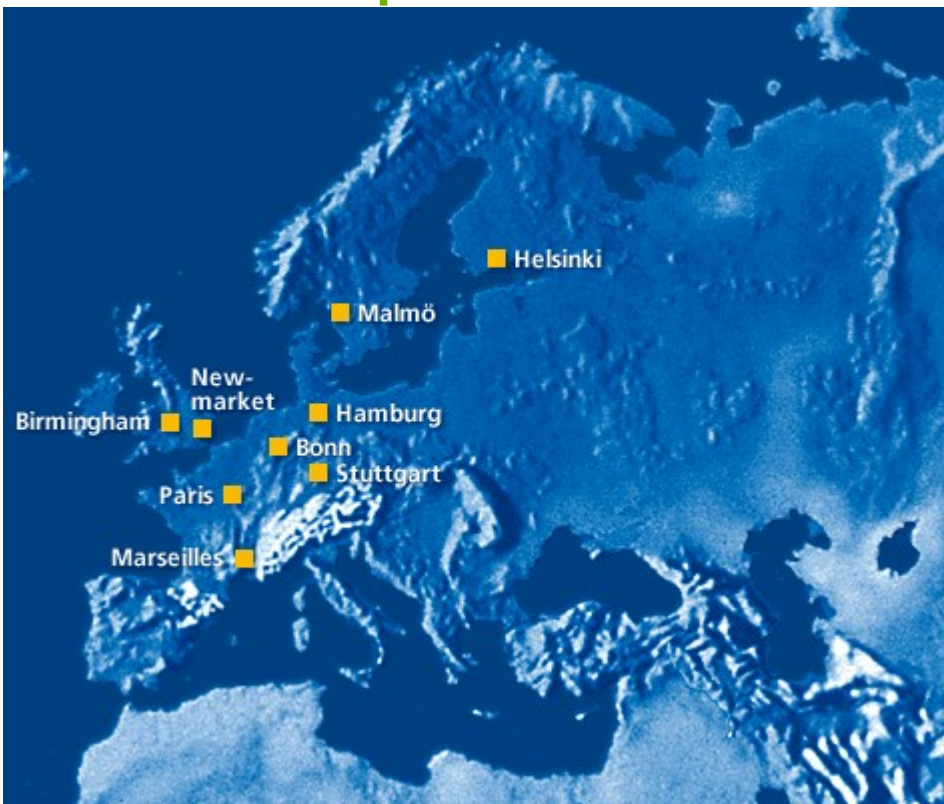 Helsinki
Malmö
New-
market
Birmingham
Hamburg
Bonn
Stuttgart
Paris
Marseilles